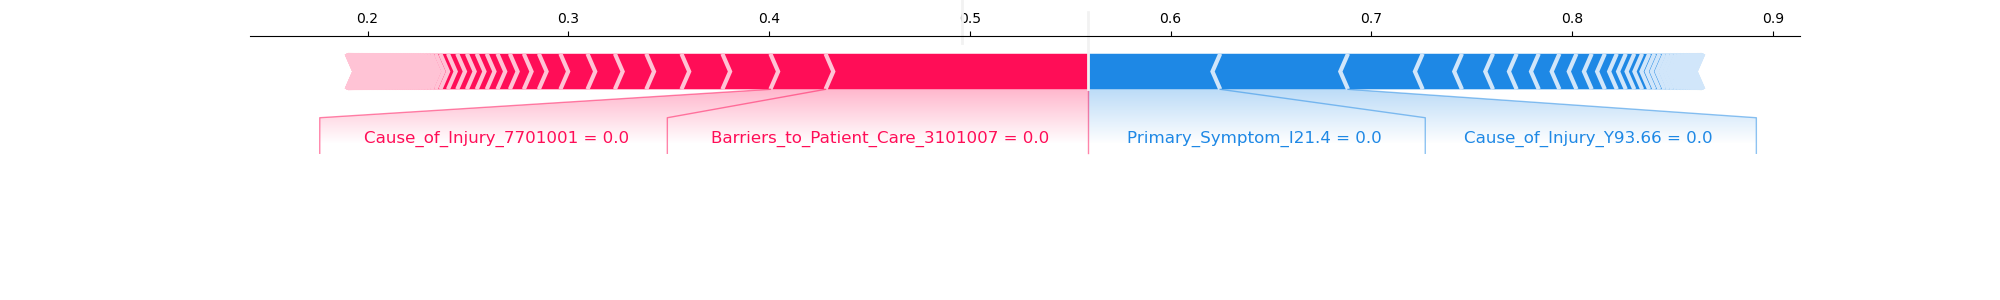 0.2 0.3 0.4 0.5 0.6 0.7 0.8 0.9
Cause_of_Injury_7701001 = 0.0 Barriers_to_Patient_Care_3101007 = 0.0 Primary_Symptom_I21.4 = 0.0 Cause_of_Injury_Y93.66 = 0.0